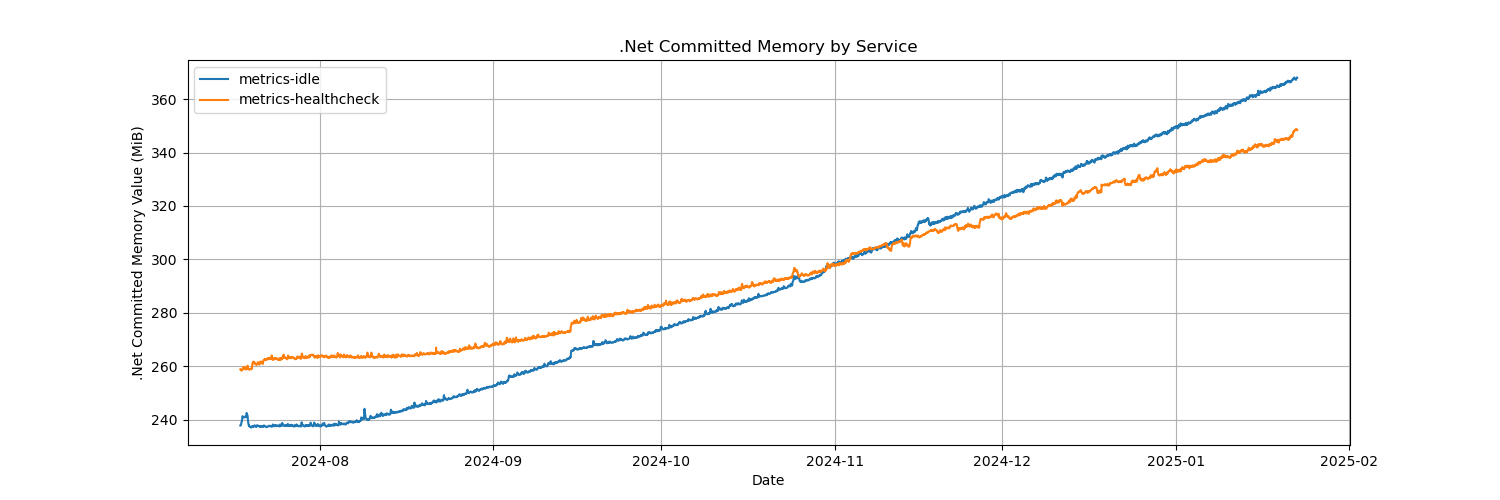 .Net Committed Memory by Service
metrics-idle
metrics-healthcheck
.Net Committed Memory Value (MiB)
360
340
320
300
280
260
240
2024-08 2024-09 2024-10 2024-11 2024-12 2025-01 2025-02
Date